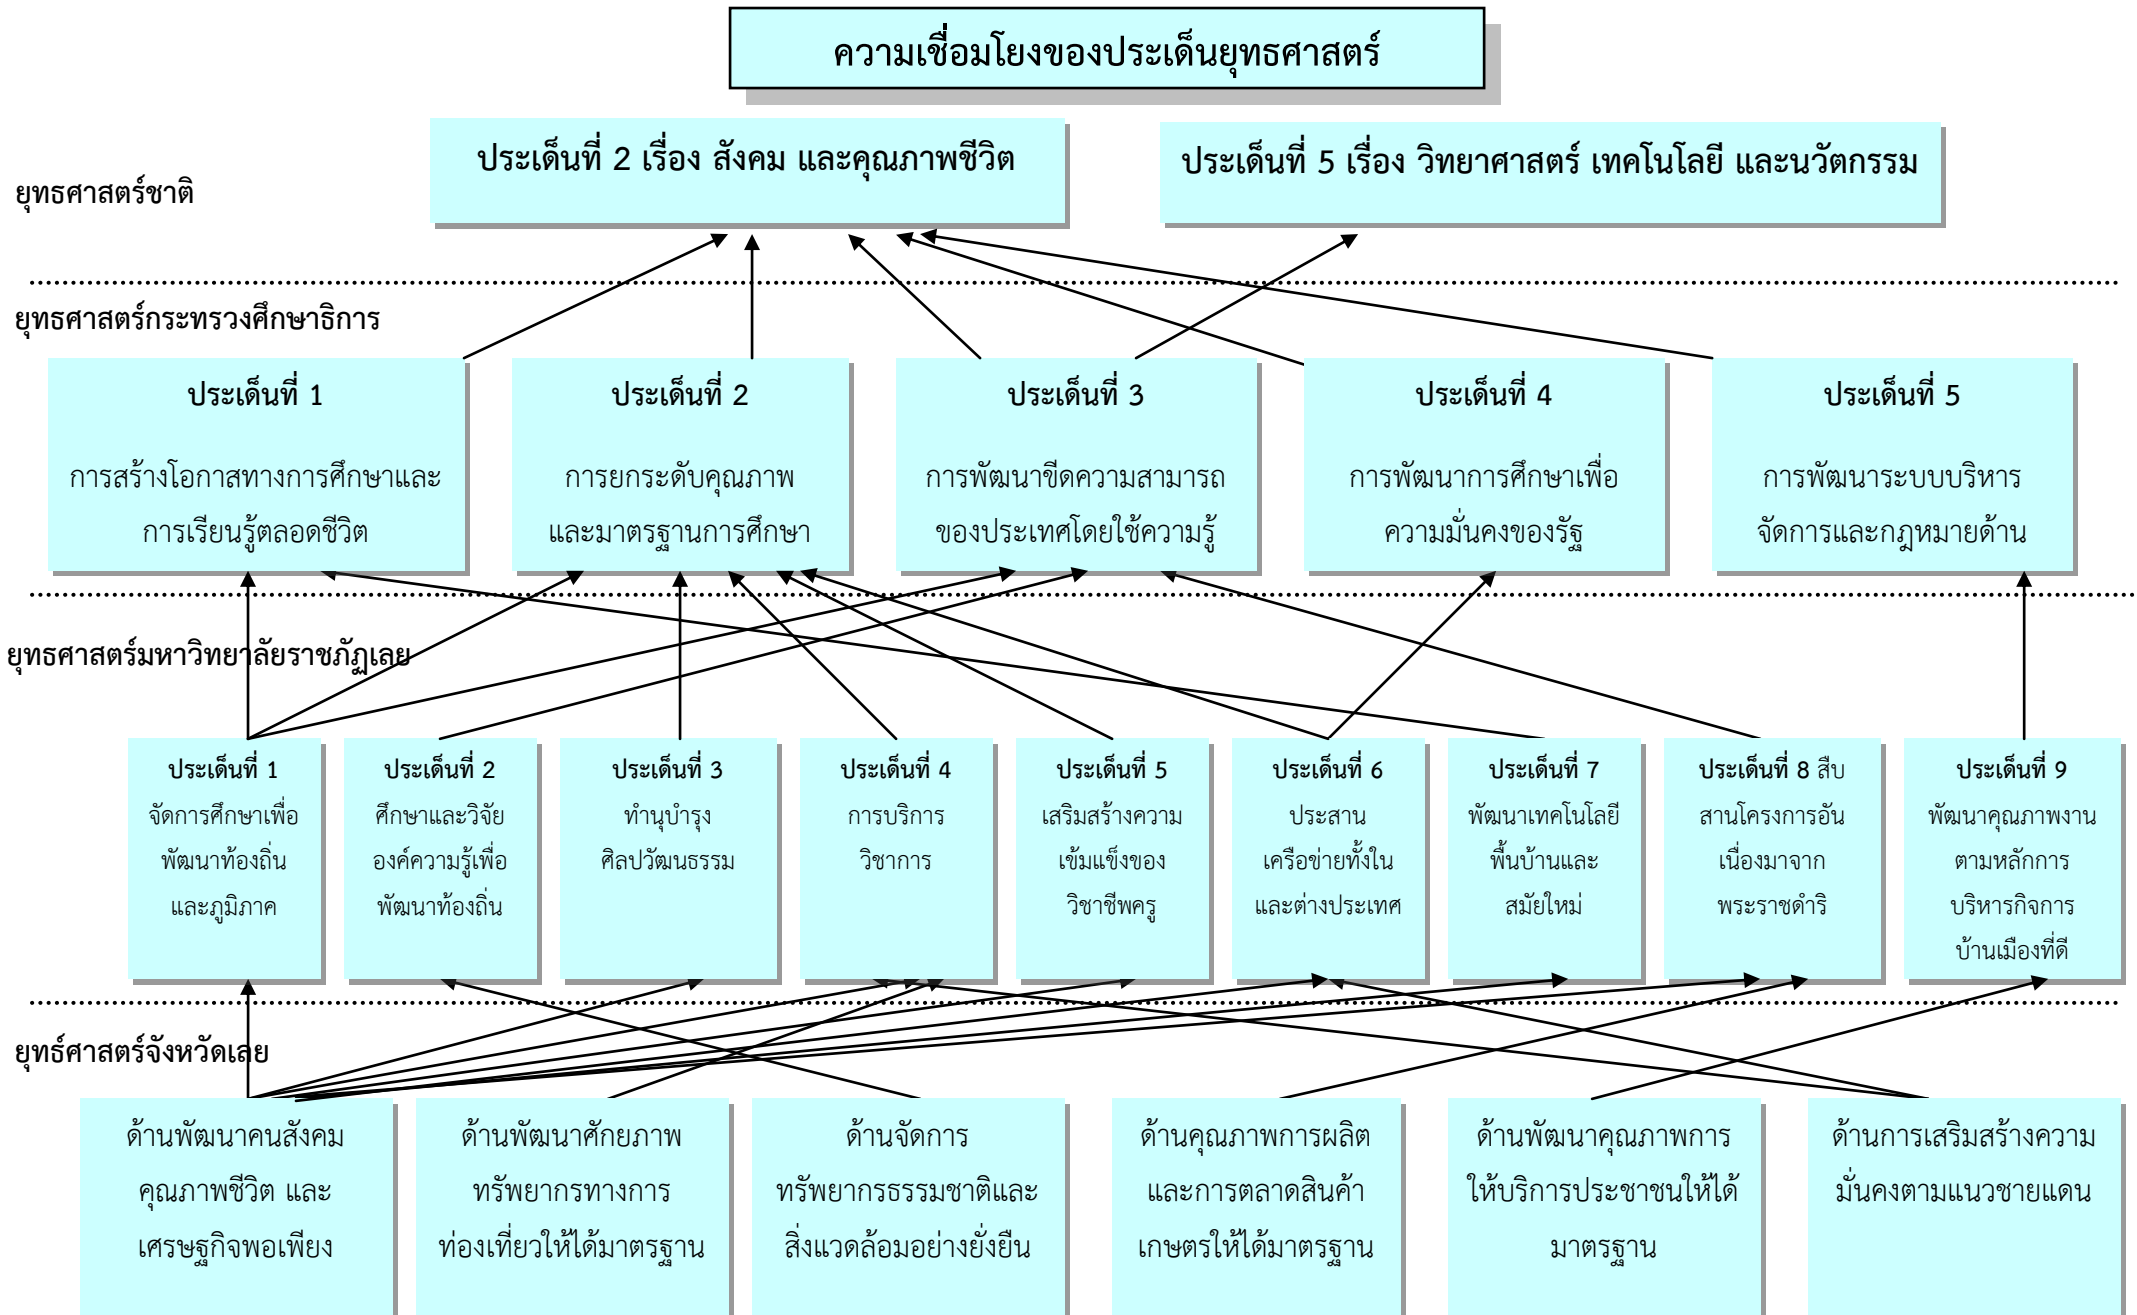 ความเชื่อมโยงของประเด็นยุทธศาสตร์
ประเด็นที่ 2 เรื่อง สังคม และคุณภาพชีวิต
ประเด็นที่ 5 เรื่อง วิทยาศาสตร์ เทคโนโลยี และนวัตกรรม
ยุทธศาสตร์ชาติ
ยุทธศาสตร์กระทรวงศึกษาธิการ
ประเด็นที่ 1
การสร้างโอกาสทางการศึกษาและ
การเรียนรู้ตลอดชีวิต
ประเด็นที่ 2
การยกระดับคุณภาพ
และมาตรฐานการศึกษา
ประเด็นที่ 3
การพัฒนาขีดความสามารถ
ของประเทศโดยใช้ความรู้
ประเด็นที่ 4
การพัฒนาการศึกษาเพื่อ
ความมั่นคงของรัฐ
ประเด็นที่ 5
การพัฒนาระบบบริหาร
จัดการและกฎหมายด้าน
ยุทธศาสตร์มหาวิทยาลัยราชภัฏเลย
ประเด็นที่ 1
จัดการศึกษาเพื่อ
พัฒนาท้องถิ่น
และภูมิภาค
ประเด็นที่ 2
ศึกษาและวิจัย
องค์ความรู้เพื่อ
พัฒนาท้องถิ่น
ประเด็นที่ 3
ทำนุบำรุง
ศิลปวัฒนธรรม
ประเด็นที่ 4
การบริการ
วิชาการ
ประเด็นที่ 5
เสริมสร้างความ
เข้มแข็งของ
วิชาชีพครู
ประเด็นที่ 6
ประสาน
เครือข่ายทั้งใน
และต่างประเทศ
ประเด็นที่ 7
พัฒนาเทคโนโลยี
พื้นบ้านและ
สมัยใหม่
ประเด็นที่ 8 สืบ
สานโครงการอัน
เนื่องมาจาก
พระราชดำริ
ประเด็นที่ 9
พัฒนาคุณภาพงาน
ตามหลักการ
บริหารกิจการ
บ้านเมืองที่ดี
ยุทธ์ศาสตร์จังหวัดเลย
ด้านพัฒนาคนสังคม
คุณภาพชีวิต และ
เศรษฐกิจพอเพียง
ด้านพัฒนาศักยภาพ
ทรัพยากรทางการ
ท่องเที่ยวให้ได้มาตรฐาน
ด้านจัดการ
ทรัพยากรธรรมชาติและ
สิ่งแวดล้อมอย่างยั่งยืน
ด้านคุณภาพการผลิต
และการตลาดสินค้า
เกษตรให้ได้มาตรฐาน
ด้านพัฒนาคุณภาพการ
ให้บริการประชาชนให้ได้
มาตรฐาน
ด้านการเสริมสร้างความ
มั่นคงตามแนวชายแดน